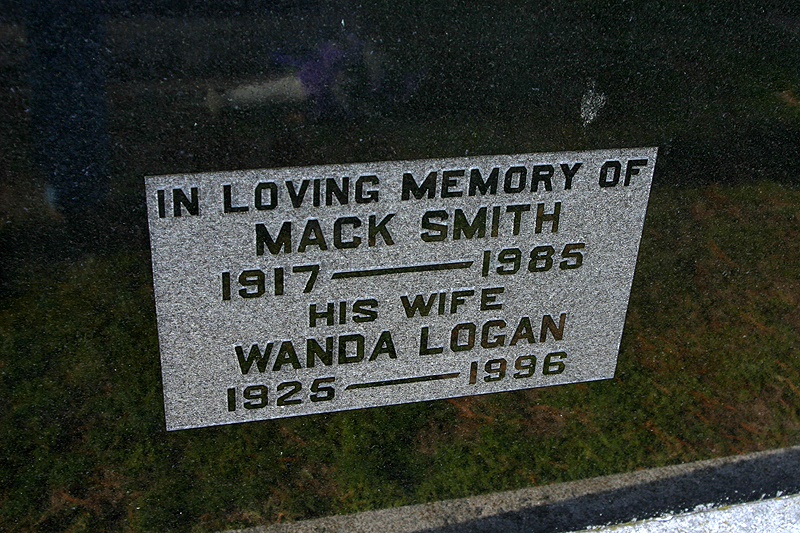 IN LOVING MEMORY OF
MACK SMITH
1917 — 1985
HIS WIFE
WANDA LOGAN
1925 — 1996